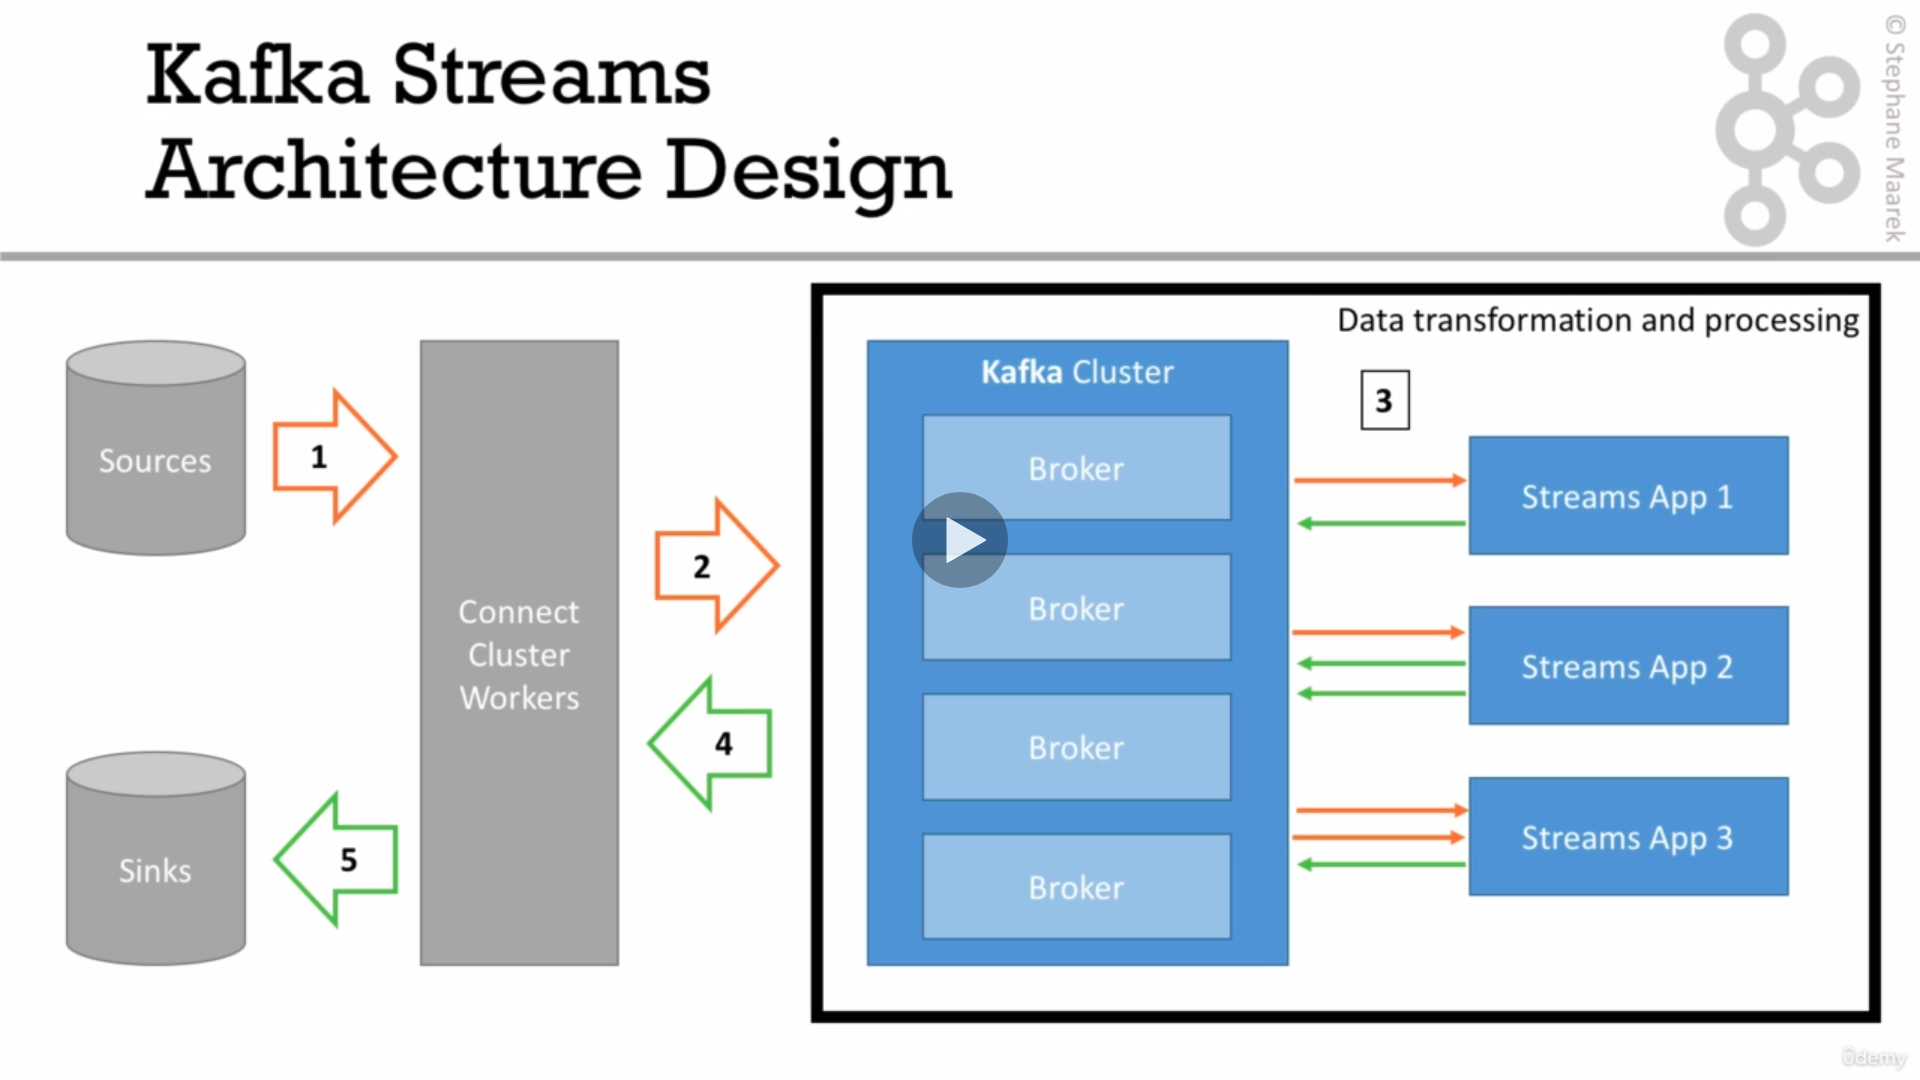 Kafka Streams
Architecture Design
© Stephane Maarek
Data transformation and processing
Sources
1
Connect
Cluster
Workers
2
4
Sinks
5
Kafka Cluster
Broker
Broker
Broker
Broker
3
Streams App 1
Streams App 2
Streams App 3
ûdemy